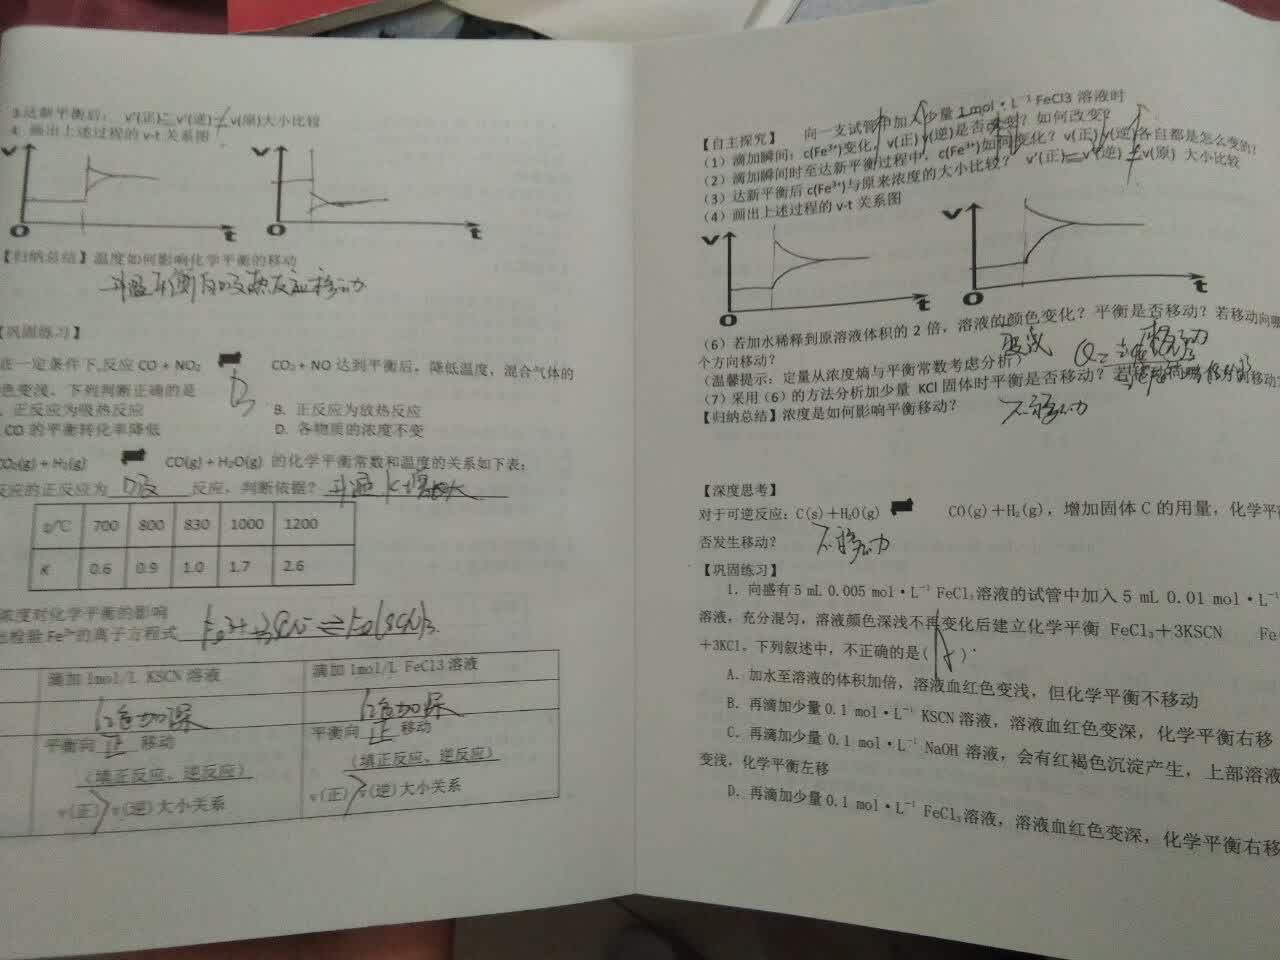 3.达新平衡后： v'(正)= v'(逆)≠v(原)大小比较
4. 画出上述过程的 v-t 关系图
v
0
t
v
0
t
【归纳总结】温度如何影响化学平衡的移动
升温平衡向吸热反应移动
巩固练习】
在一定条件下,反应 CO + NO₂ ⇌ CO₂ + NO 达到平衡后，降低温度，混合气体的
色变浅。下列判断正确的是 B
正反应为吸热反应 B. 正反应为放热反应
CO 的平衡转化率降低 D. 各物质的浓度不变
CO₂(g) + H₂(g) ⇌ CO(g) + H₂O(g) 的化学平衡常数和温度的关系如下表：
反应的正反应为 吸 反应，判断依据？ 升温 K增大
t/℃ 700 800 830 1000 1200
K 0.6 0.9 1.0 1.7 2.6
浓度对化学平衡的影响
检验 Fe³⁺的离子方程式 Fe³⁺+3SCN⁻⇌Fe(SCN)₃
滴加 1mol/L KSCN 溶液 滴加 1mol/L FeCl3 溶液
红色加深 红色加深
平衡向 正 移动 平衡向 正 移动
（填正反应、逆反应） （填正反应、逆反应）
v(正)>v(逆)大小关系 v(正)>v(逆)大小关系
【自主探究】 向一支试管中加入少量 1mol·L⁻¹ FeCl3 溶液时
（1）滴加瞬间：c(Fe³⁺)变化，v(正) v(逆)是否改变？如何改变？
（2）滴加瞬间时至达新平衡过程中，c(Fe³⁺)如何变化？v(正) v(逆)各自都是怎么变的？
（3）达新平衡后 c(Fe³⁺)与原来浓度的大小比较？ v'(正)=v'(逆)≠v(原) 大小比较
（4）画出上述过程的 v-t 关系图
v
0
t
v
0
t
（6）若加水稀释到原溶液体积的 2 倍，溶液的颜色变化？平衡是否移动？若移动向哪
个方向移动？ 变浅 移动
（温馨提示：定量从浓度熵与平衡常数考虑分析）
（7）采用（6）的方法分析加少量 KCl 固体时平衡是否移动？
【归纳总结】浓度是如何影响平衡移动？ 不移动
【深度思考】
对于可逆反应：C(s)+H₂O(g) ⇌ CO(g)+H₂(g)，增加固体 C 的用量，化学平
否发生移动？ 不移动
【巩固练习】
1．向盛有 5 mL 0.005 mol·L⁻¹ FeCl₃溶液的试管中加入 5 mL 0.01 mol·L⁻¹
溶液，充分混匀，溶液颜色深浅不再变化后建立化学平衡 FeCl₃＋3KSCN Fe
＋3KCl。下列叙述中，不正确的是( A )
A．加水至溶液的体积加倍，溶液血红色变浅，但化学平衡不移动
B．再滴加少量 0.1 mol·L⁻¹ KSCN 溶液，溶液血红色变深，化学平衡右移
C．再滴加少量 0.1 mol·L⁻¹ NaOH 溶液，会有红褐色沉淀产生，上部溶液
变浅，化学平衡左移
D．再滴加少量 0.1 mol·L⁻¹ FeCl₃溶液，溶液血红色变深，化学平衡右移